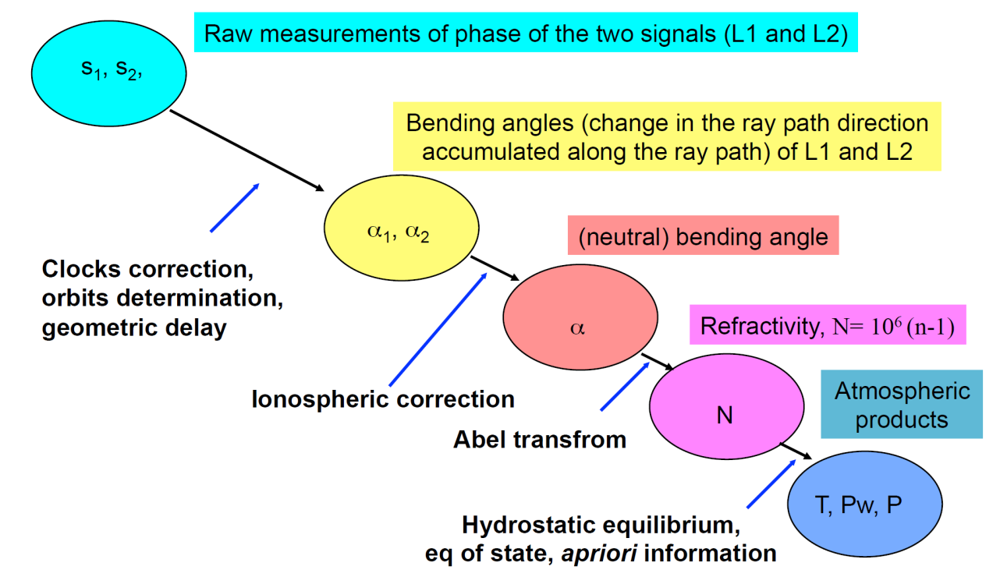 Raw measurements of phase of the two signals (L1 and L2)
s₁, s₂,
Bending angles (change in the ray path direction
accumulated along the ray path) of L1 and L2
α₁, α₂
(neutral) bending angle
Clocks correction,
orbits determination,
geometric delay
α
Refractivity, N= 10⁶ (n-1)
Ionospheric correction
Abel transfrom
N
Atmospheric
products
Hydrostatic equilibrium,
eq of state, apriori information
T, Pw, P